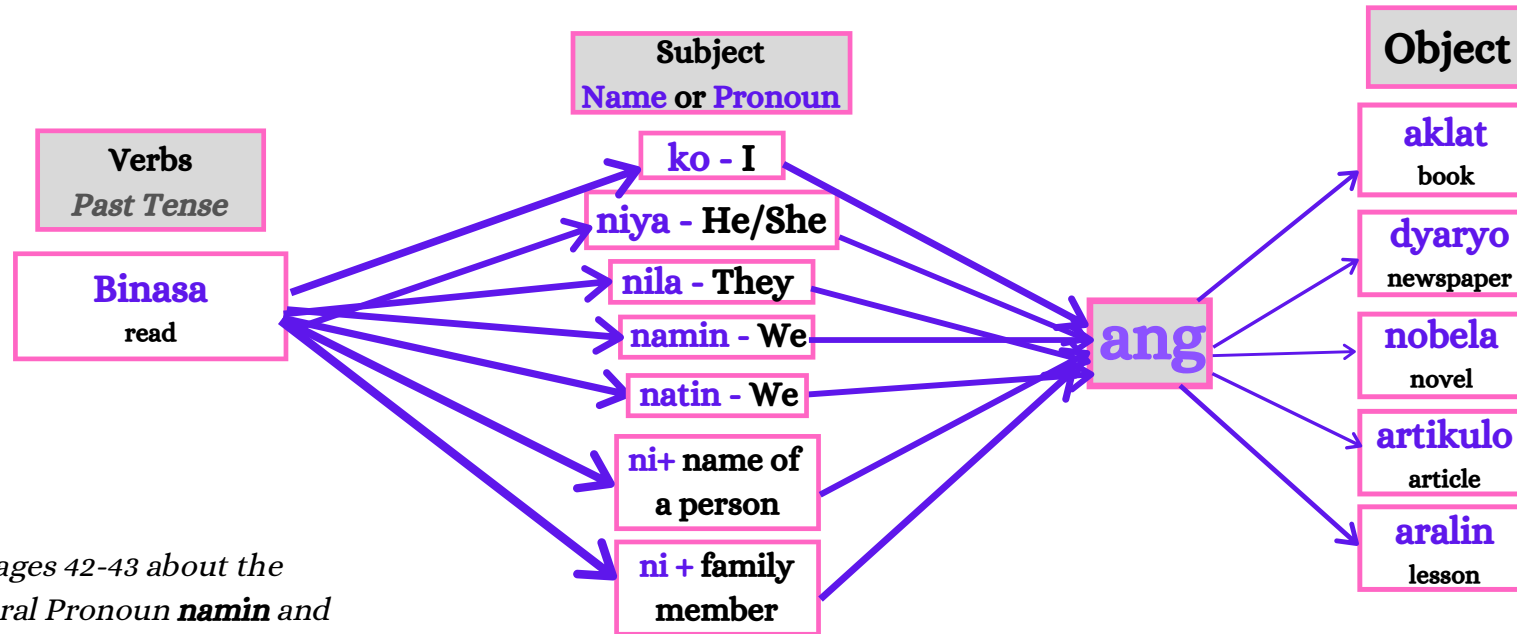 Verbs
Past Tense
Binasa
read
Subject
Name or Pronoun
ko - I
niya - He/She
nila - They
namin - We
natin - We
ni+ name of
a person
ni + family
member
ang
Object
aklat
book
dyaryo
newspaper
nobela
novel
artikulo
article
aralin
lesson
42-43 about the
Pronoun namin and